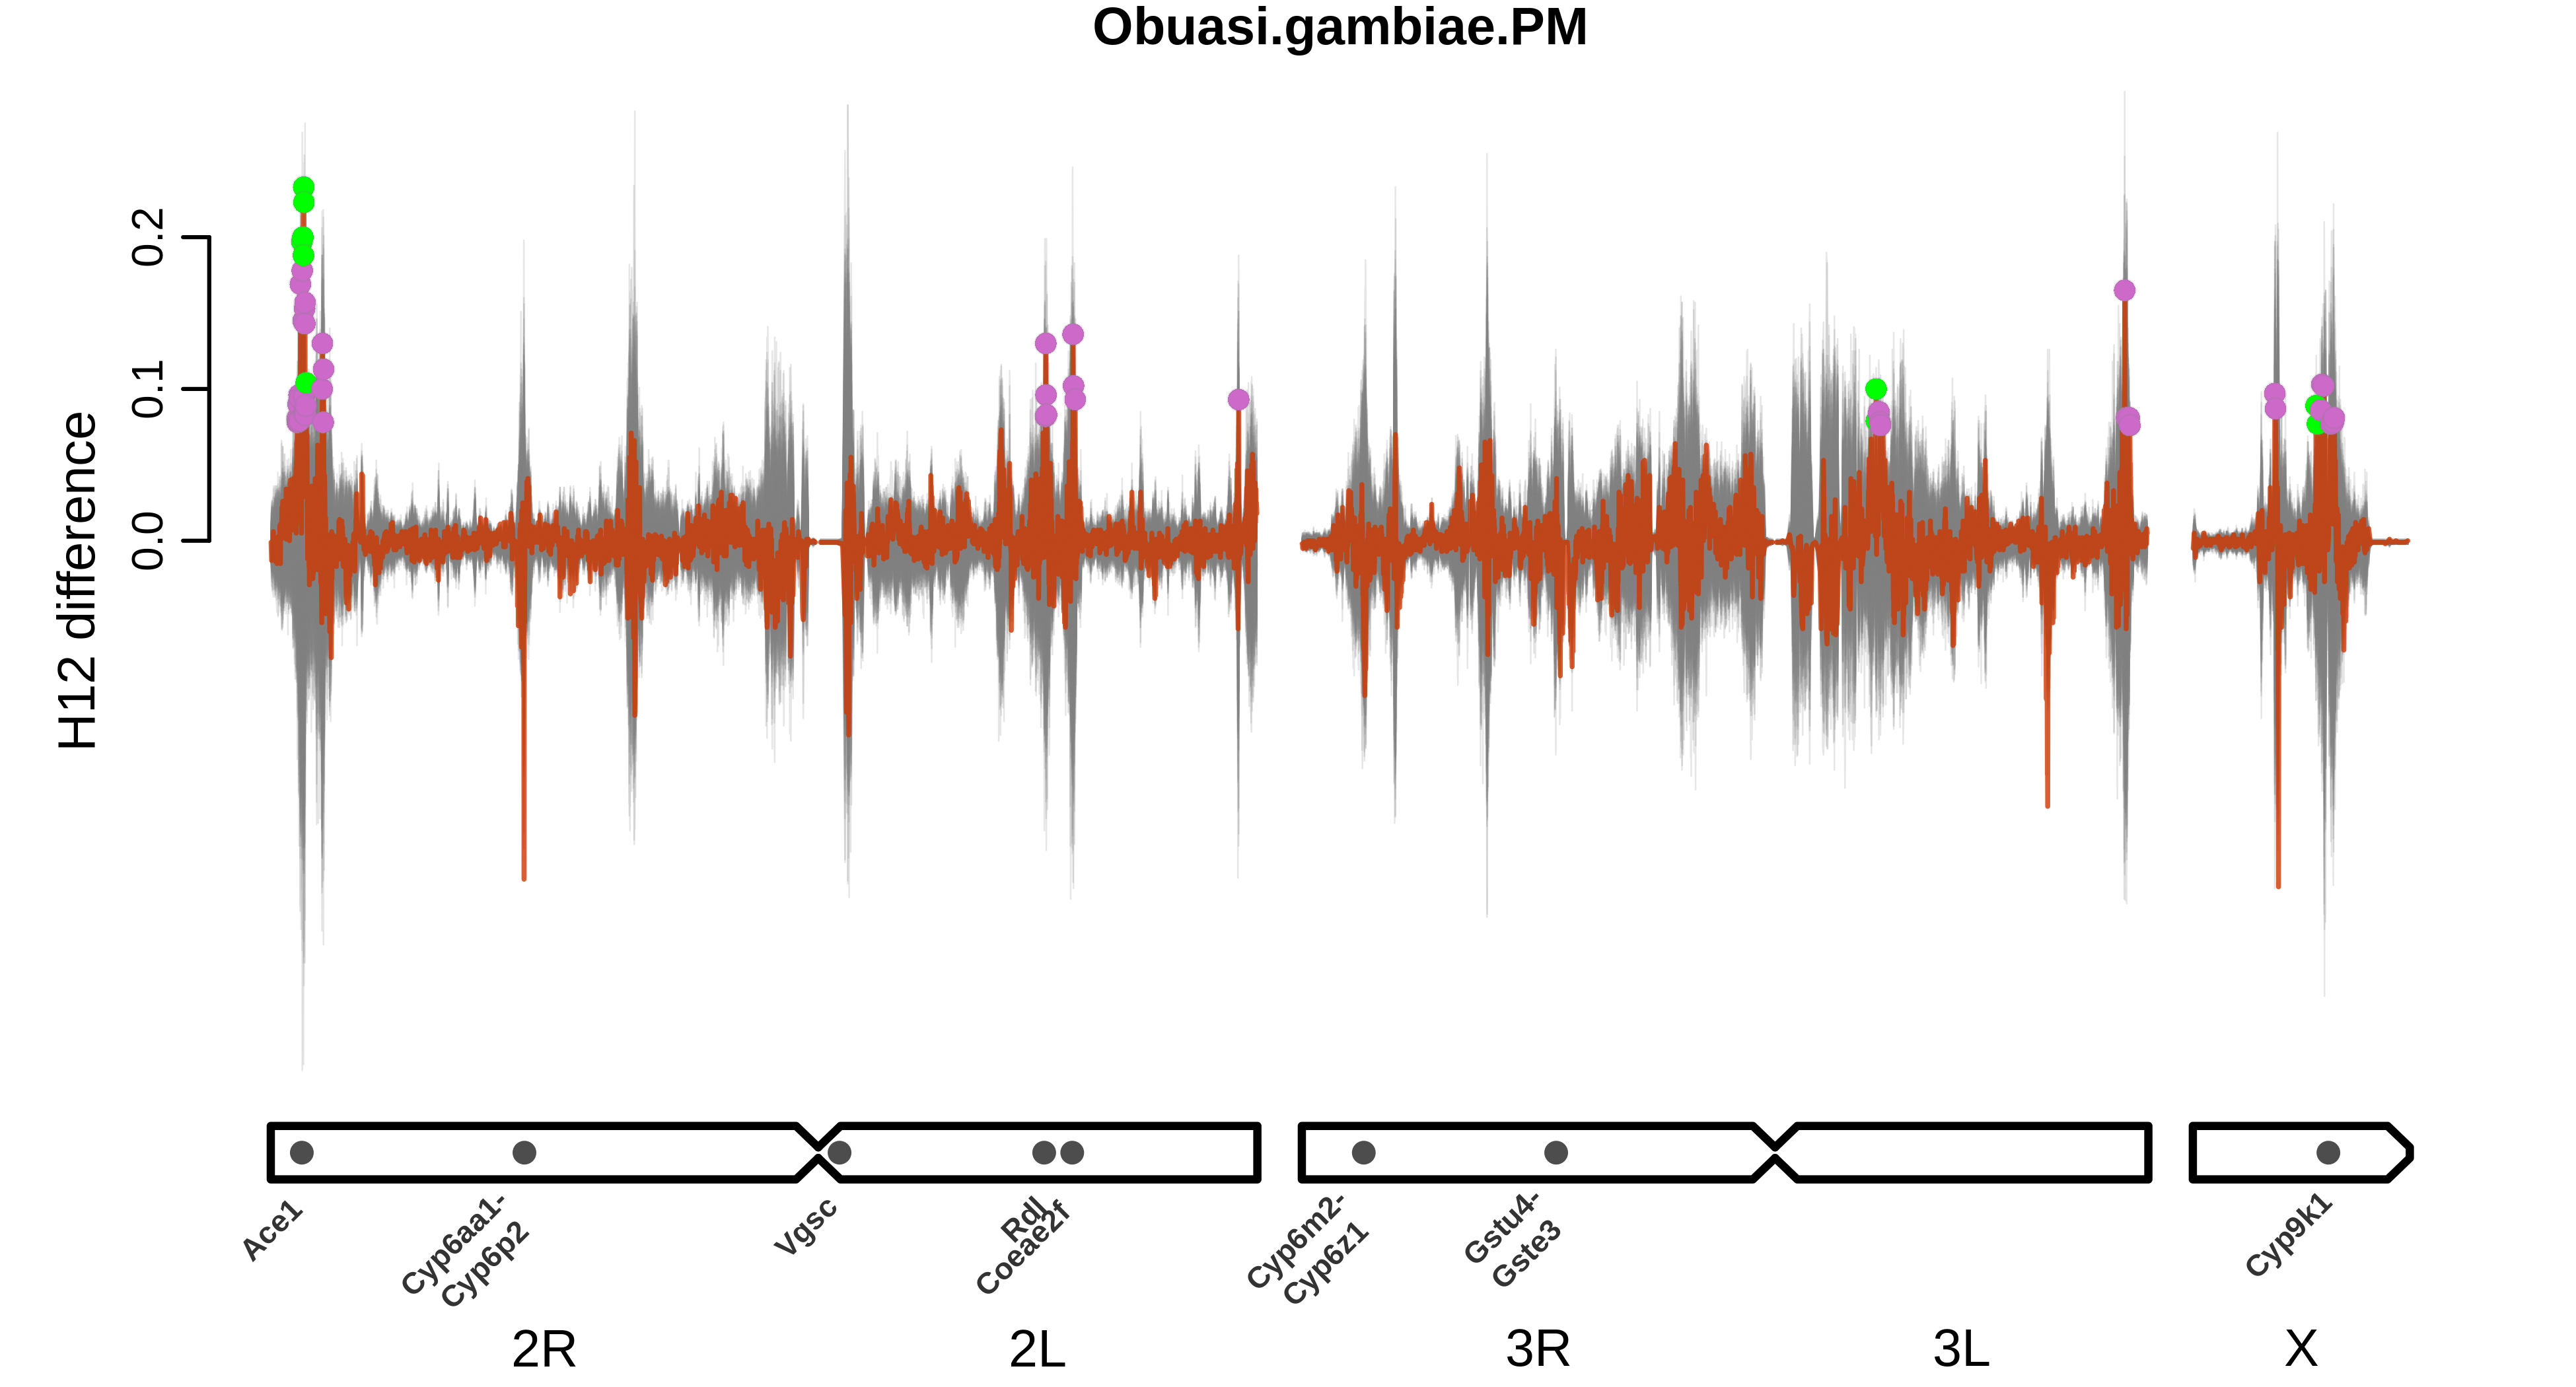 Obuasi.gambiae.PM
H12 difference
0.2
0.1
0.0
Ace1
Cyp6aa1-
Cyp6p2
Vgsc
Rdl
Coeae2f
Cyp6m2-
Cyp6z1
Gstu4-
Gste3
Cyp9k1
2R
2L
3R
3L
X